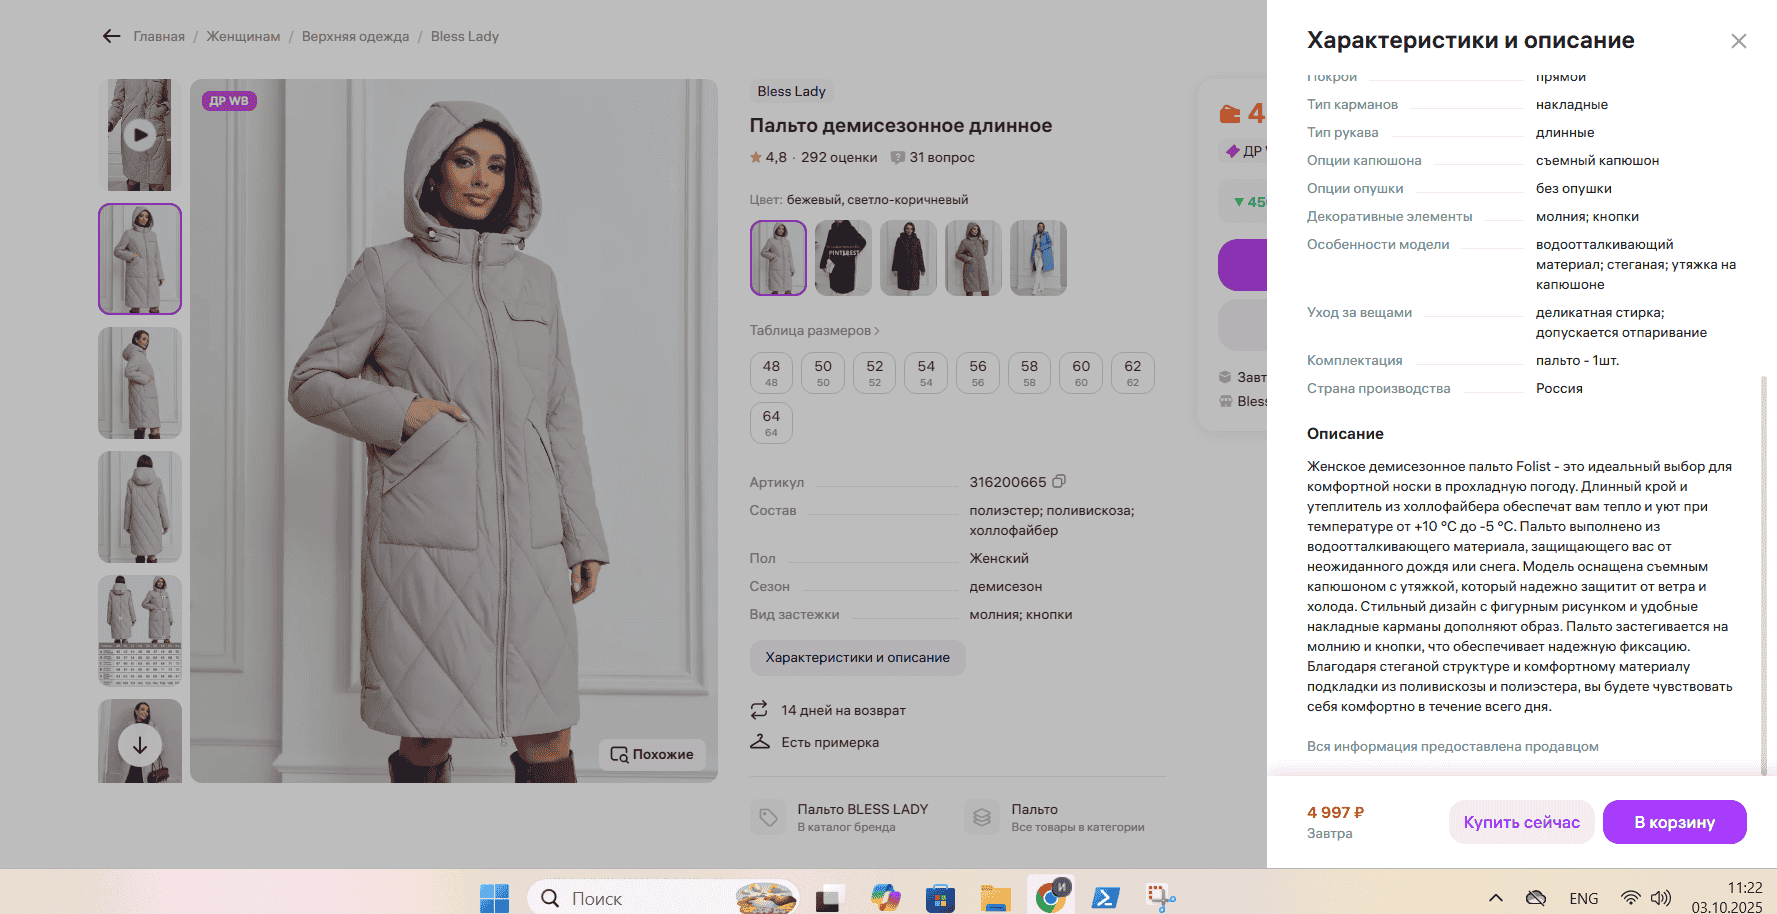 Главная / Женщинам / Верхняя одежда / Bless Lady
ДР WB
Похожие
Bless Lady
Пальто демисезонное длинное
4,8 · 292 оценки 31 вопрос
Цвет: бежевый, светло-коричневый
PINTEREST
Таблица размеров
48 50 52 54 56 58 60 62
48 50 52 54 56 58 60 62
64
64
Артикул 316200665
Состав полиэстер; поливискоза;
холлофайбер
Пол Женский
Сезон демисезон
Вид застежки молния; кнопки
Характеристики и описание
14 дней на возврат
Есть примерка
Пальто BLESS LADY
В каталог бренда
Пальто
Все товары в категории
4
ДР
Завт
Bless
Характеристики и описание
Покрой прямой
Тип карманов накладные
Тип рукава длинные
Опции капюшона съемный капюшон
Опции опушки без опушки
Декоративные элементы молния; кнопки
Особенности модели водоотталкивающий
материал; стеганая; утяжка на
капюшоне
Уход за вещами деликатная стирка;
допускается отпаривание
Комплектация пальто - 1шт.
Страна производства Россия
Описание
Женское демисезонное пальто Folist - это идеальный выбор для
комфортной носки в прохладную погоду. Длинный крой и
утеплитель из холлофайбера обеспечат вам тепло и уют при
температуре от +10 °C до -5 °C. Пальто выполнено из
водоотталкивающего материала, защищающего вас от
неожиданного дождя или снега. Модель оснащена съемным
капюшоном с утяжкой, который надежно защитит от ветра и
холода. Стильный дизайн с фигурным рисунком и удобные
накладные карманы дополняют образ. Пальто застегивается на
молнию и кнопки, что обеспечивает надежную фиксацию.
Благодаря стеганой структуре и комфортному материалу
подкладки из поливискозы и полиэстера, вы будете чувствовать
себя комфортно в течение всего дня.
Вся информация предоставлена продавцом
4 997 ₽
Завтра
Купить сейчас
В корзину
Поиск
И
ENG
11:22
03.10.2025